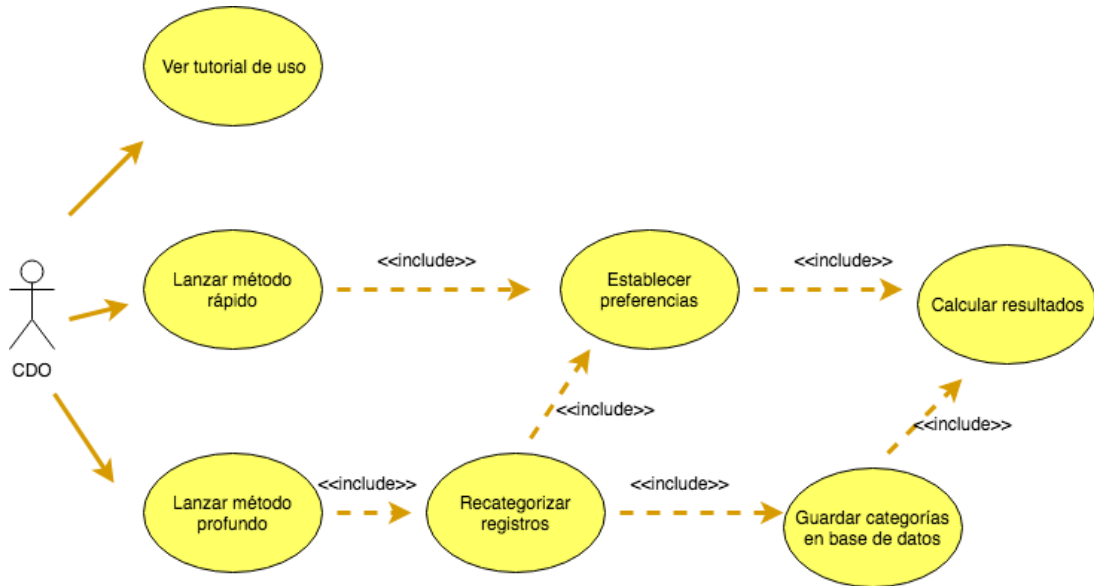 Ver tutorial de uso
Lanzar método
rápido
<<include>>
Establecer
preferencias
<<include>>
Calcular resultados
CDO
<<include>>
<<include>>
Lanzar método
profundo
<<include>>
Recategorizar
registros
<<include>>
Guardar categorías
en base de datos